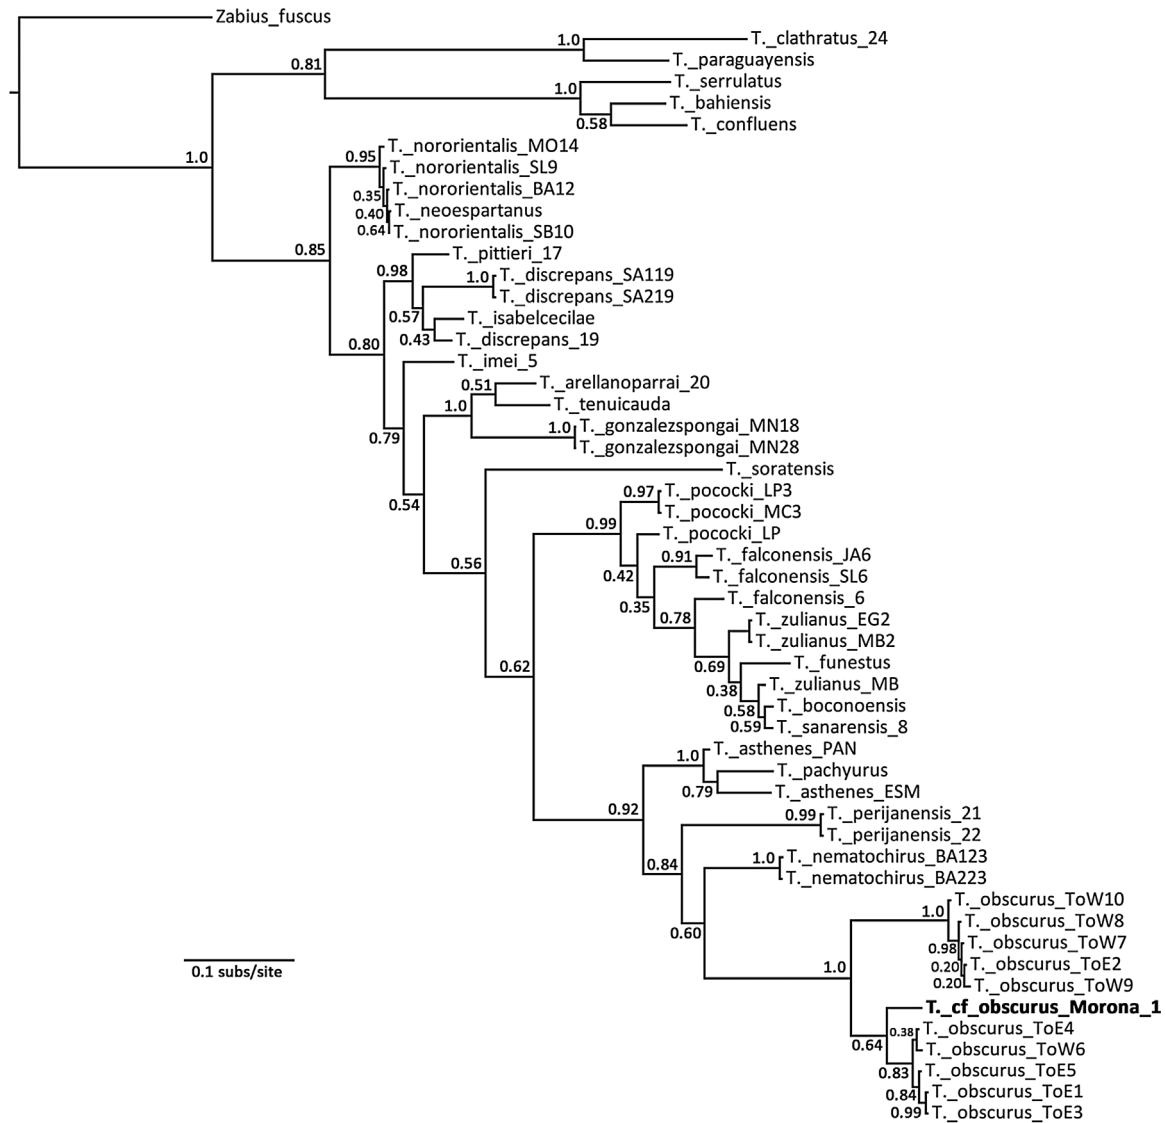 Zabius_fuscus
T._clathratus_24
1.0
T._paraguayensis
0.81
T._serrulatus
1.0
T._bahiensis
0.58
T._confluens
T._nororientalis_MO14
1.0
0.95
T._nororientalis_SL9
T._nororientalis_BA12
0.35
T._neoespartanus
0.40
0.64
T._nororientalis_SB10
0.85
T._pittieri_17
0.98
1.0
T._discrepans_SA119
T._discrepans_SA219
0.57
T._isabelcecilae
0.43
T._discrepans_19
0.80
T._imei_5
0.51
T._arellanoparrai_20
1.0
T._tenuicauda
1.0
T._gonzalezspongai_MN18
0.79
T._gonzalezspongai_MN28
T._soratensis
0.54
0.97
T._pococki_LP3
T._pococki_MC3
0.99
T._pococki_LP
0.91
T._falconensis_JA6
0.56
0.42
T._falconensis_SL6
T._falconensis_6
0.35
0.78
T._zulianus_EG2
T._zulianus_MB2
0.62
0.69
T._funestus
0.38
T._zulianus_MB
0.58
T._boconoensis
0.59
T._sanarensis_8
1.0
T._asthenes_PAN
T._pachyurus
0.79
T._asthenes_ESM
0.92
0.99
T._perijanensis_21
T._perijanensis_22
0.84
1.0
T._nematochirus_BA123
T._nematochirus_BA223
T._obscurus_ToW10
1.0
T._obscurus_ToW8
0.60
T._obscurus_ToW7
0.98
0.20
T._obscurus_ToE2
0.1 subs/site
1.0
0.20
T._obscurus_ToW9
T._cf_obscurus_Morona_1
0.38
T._obscurus_ToE4
0.64
T._obscurus_ToW6
0.83
T._obscurus_ToE5
0.84
T._obscurus_ToE1
0.99
T._obscurus_ToE3